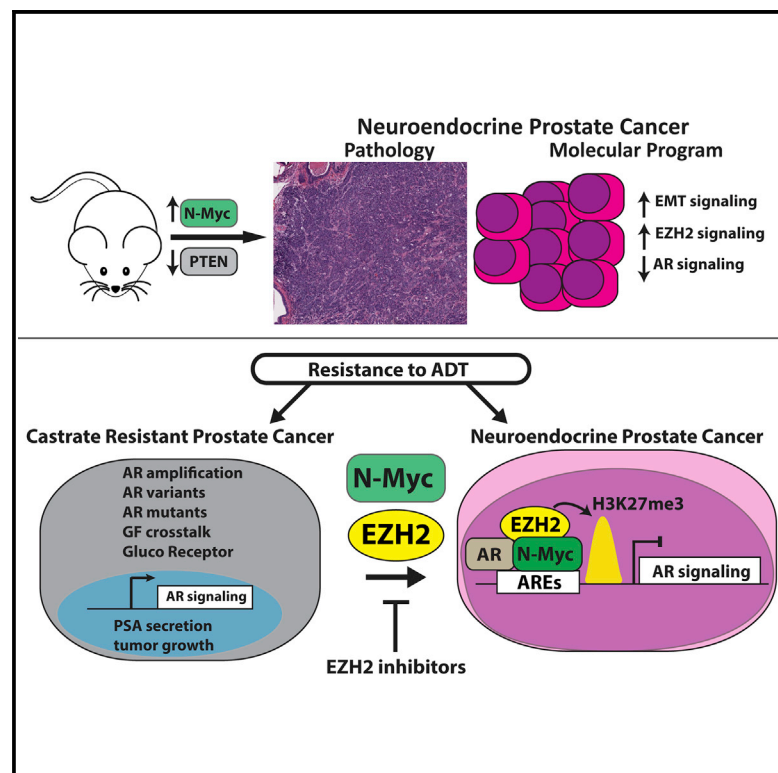 Neuroendocrine Prostate Cancer
Pathology
Molecular Program
N-Myc
PTEN
EMT signaling
EZH2 signaling
AR signaling
Resistance to ADT
Castrate Resistant Prostate Cancer
AR amplification
AR variants
AR mutants
GF crosstalk
Gluco Receptor
AR signaling
PSA secretion
tumor growth
N-Myc
EZH2
EZH2 inhibitors
Neuroendocrine Prostate Cancer
H3K27me3
EZH2
AR
N-Myc
AREs
AR signaling